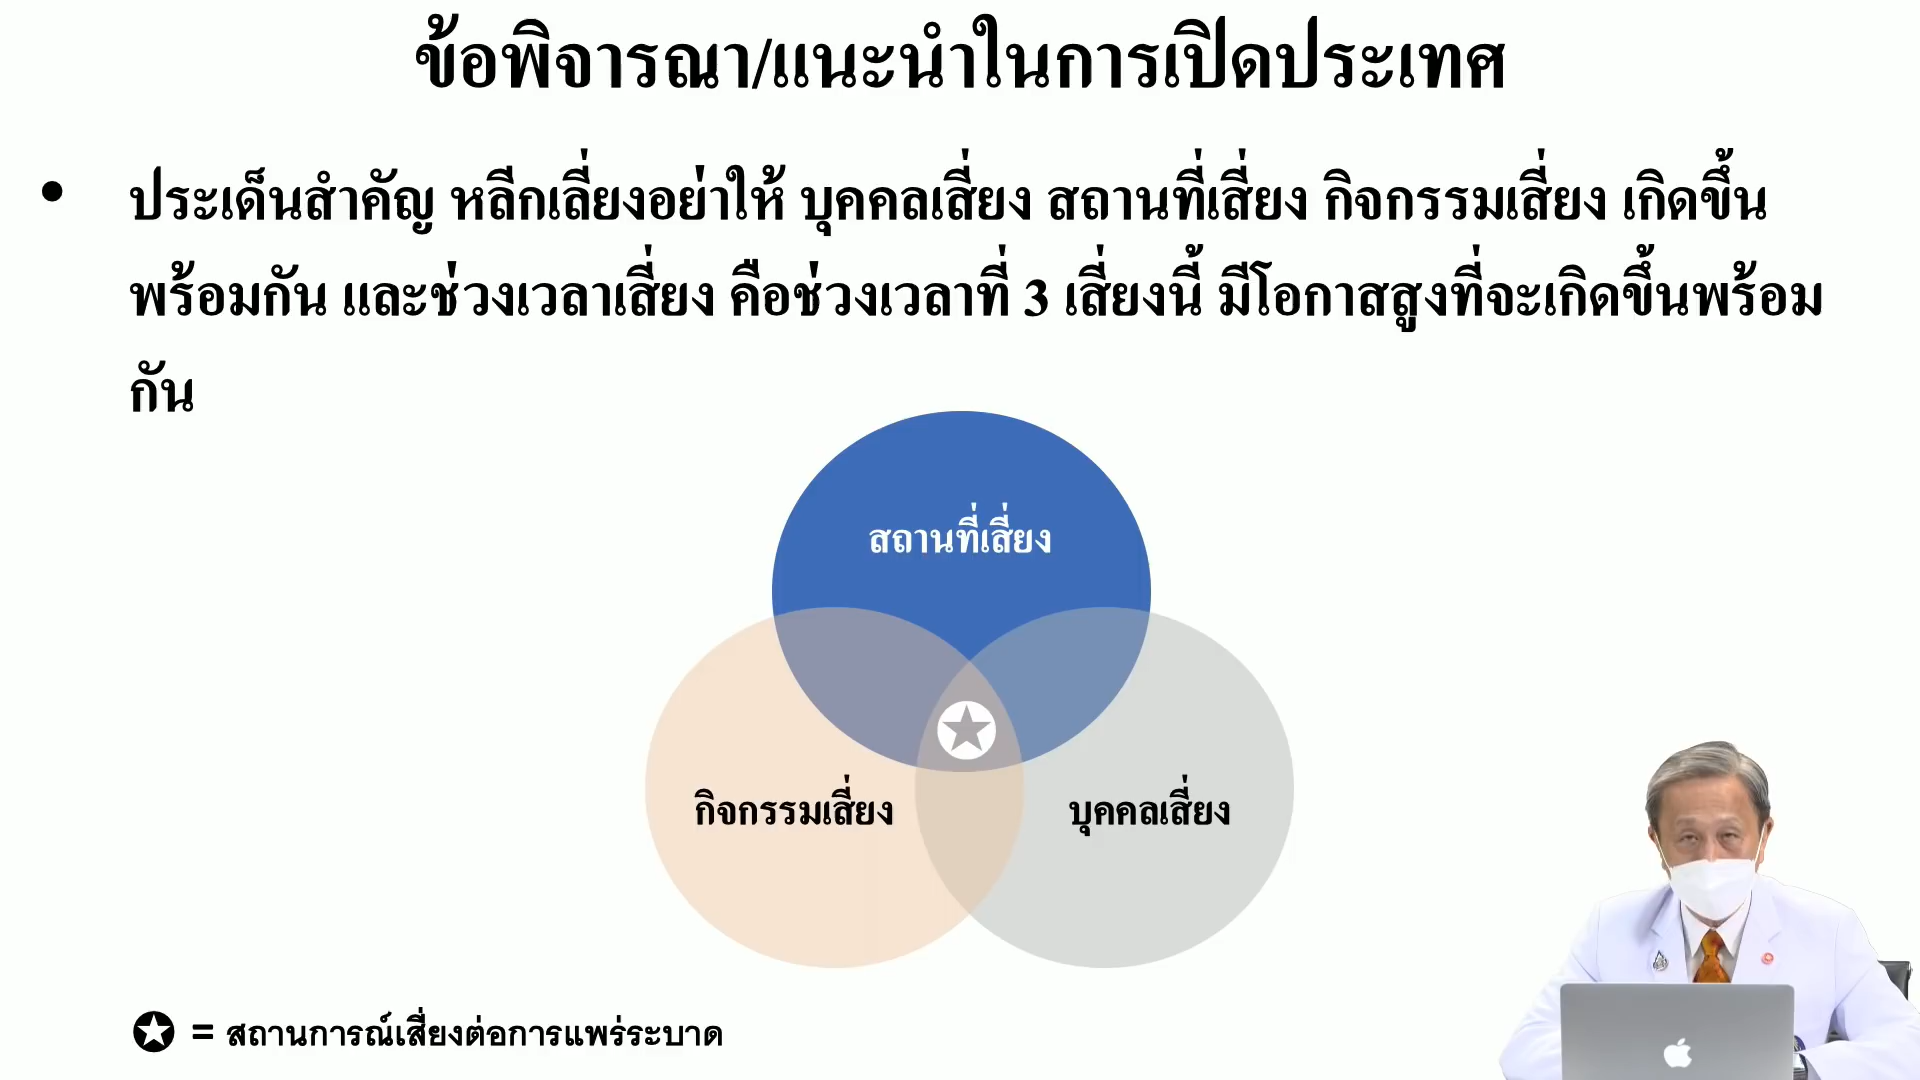 ข้อพิจารณา/แนะนำในการเปิดประเทศ
• ประเด็นสำคัญ หลีกเลี่ยงอย่าให้ บุคคลเสี่ยง สถานที่เสี่ยง กิจกรรมเสี่ยง เกิดขึ้น
พร้อมกัน และช่วงเวลาเสี่ยง คือช่วงเวลาที่ 3 เสี่ยงนี้ มีโอกาสสูงที่จะเกิดขึ้นพร้อม
กัน
สถานที่เสี่ยง
กิจกรรมเสี่ยง
บุคคลเสี่ยง
= สถานการณ์เสี่ยงต่อการแพร่ระบาด